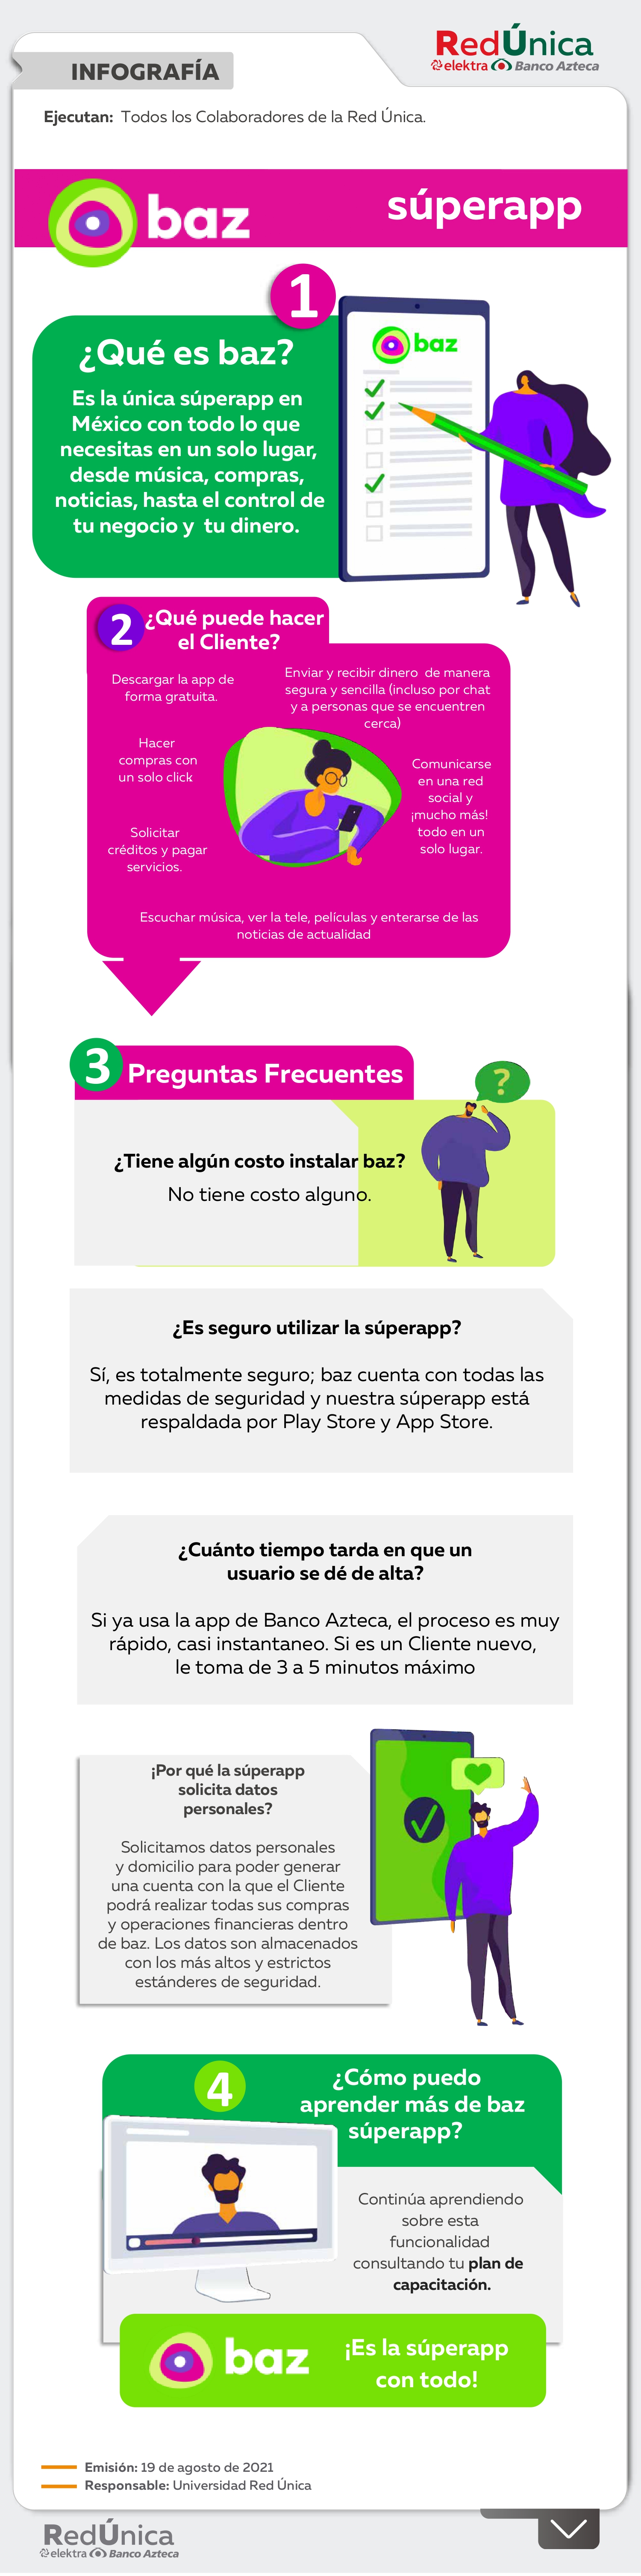 RedÚnica
elektra Banco Azteca
INFOGRAFÍA
Ejecutan: Todos los Colaboradores de la Red Única.
baz
súperapp
1
baz
¿Qué es baz?
Es la única súperapp en
México con todo lo que
necesitas en un solo lugar,
desde música, compras,
noticias, hasta el control de
tu negocio y tu dinero.
2
¿Qué puede hacer
el Cliente?
Descargar la app de
forma gratuita.
Enviar y recibir dinero de manera
segura y sencilla (incluso por chat
y a personas que se encuentren
cerca)
Hacer
compras con
un solo click
Comunicarse
en una red
social y
¡mucho más!
todo en un
solo lugar.
Solicitar
créditos y pagar
servicios.
Escuchar música, ver la tele, películas y enterarse de las
noticias de actualidad
3
Preguntas Frecuentes
?
¿Tiene algún costo instalar baz?
No tiene costo alguno.
¿Es seguro utilizar la súperapp?
Sí, es totalmente seguro; baz cuenta con todas las
medidas de seguridad y nuestra súperapp está
respaldada por Play Store y App Store.
¿Cuánto tiempo tarda en que un
usuario se dé de alta?
Si ya usa la app de Banco Azteca, el proceso es muy
rápido, casi instantaneo. Si es un Cliente nuevo,
le toma de 3 a 5 minutos máximo
¡Por qué la súperapp
solicita datos
personales?
Solicitamos datos personales
y domicilio para poder generar
una cuenta con la que el Cliente
podrá realizar todas sus compras
y operaciones financieras dentro
de baz. Los datos son almacenados
con los más altos y estrictos
estánderes de seguridad.
4
¿Cómo puedo
aprender más de baz
súperapp?
Continúa aprendiendo
sobre esta
funcionalidad
consultando tu plan de
capacitación.
baz
¡Es la súperapp
con todo!
Emisión: 19 de agosto de 2021
Responsable: Universidad Red Única
RedÚnica
elektra Banco Azteca